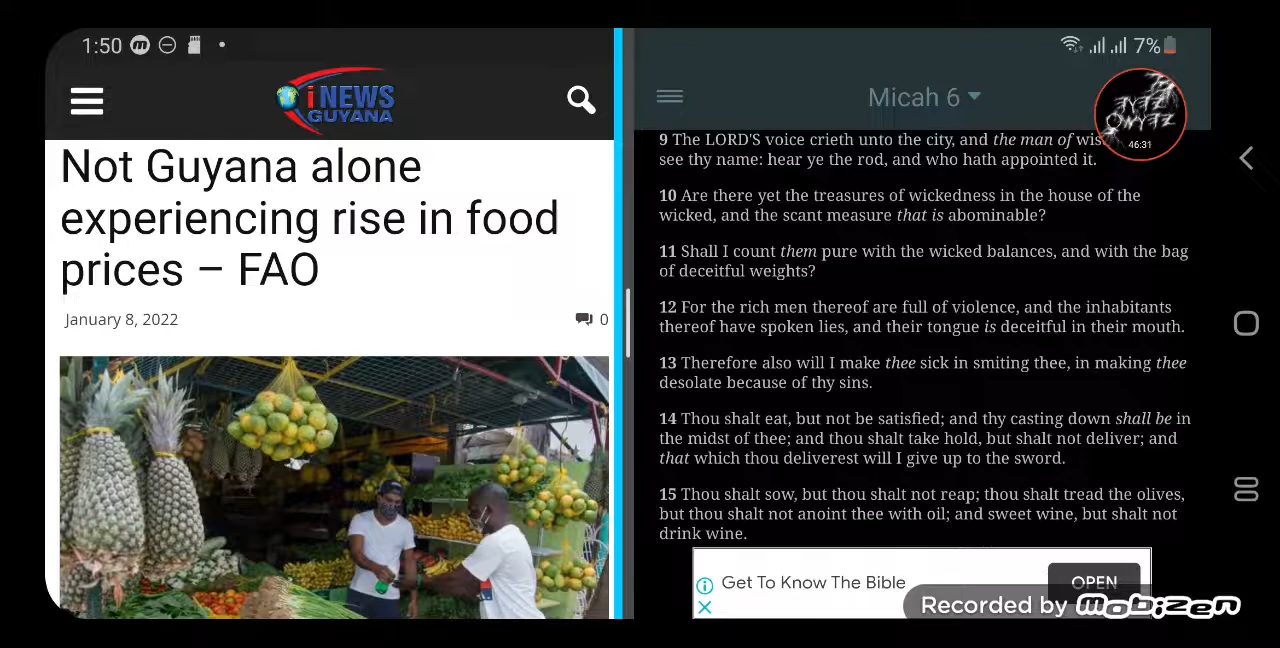 1:50
7%
i NEWS
GUYANA
Not Guyana alone
experiencing rise in food
prices – FAO
January 8, 2022
0
Micah 6
46:31
9 The LORD'S voice crieth unto the city, and the man of wis
see thy name: hear ye the rod, and who hath appointed it.
10 Are there yet the treasures of wickedness in the house of the
wicked, and the scant measure that is abominable?
11 Shall I count them pure with the wicked balances, and with the bag
of deceitful weights?
12 For the rich men thereof are full of violence, and the inhabitants
thereof have spoken lies, and their tongue is deceitful in their mouth.
13 Therefore also will I make thee sick in smiting thee, in making thee
desolate because of thy sins.
14 Thou shalt eat, but not be satisfied; and thy casting down shall be in
the midst of thee; and thou shalt take hold, but shalt not deliver; and
that which thou deliverest will I give up to the sword.
15 Thou shalt sow, but thou shalt not reap; thou shalt tread the olives,
but thou shalt not anoint thee with oil; and sweet wine, but shalt not
drink wine.
Get To Know The Bible
OPEN
Recorded by Mobizen